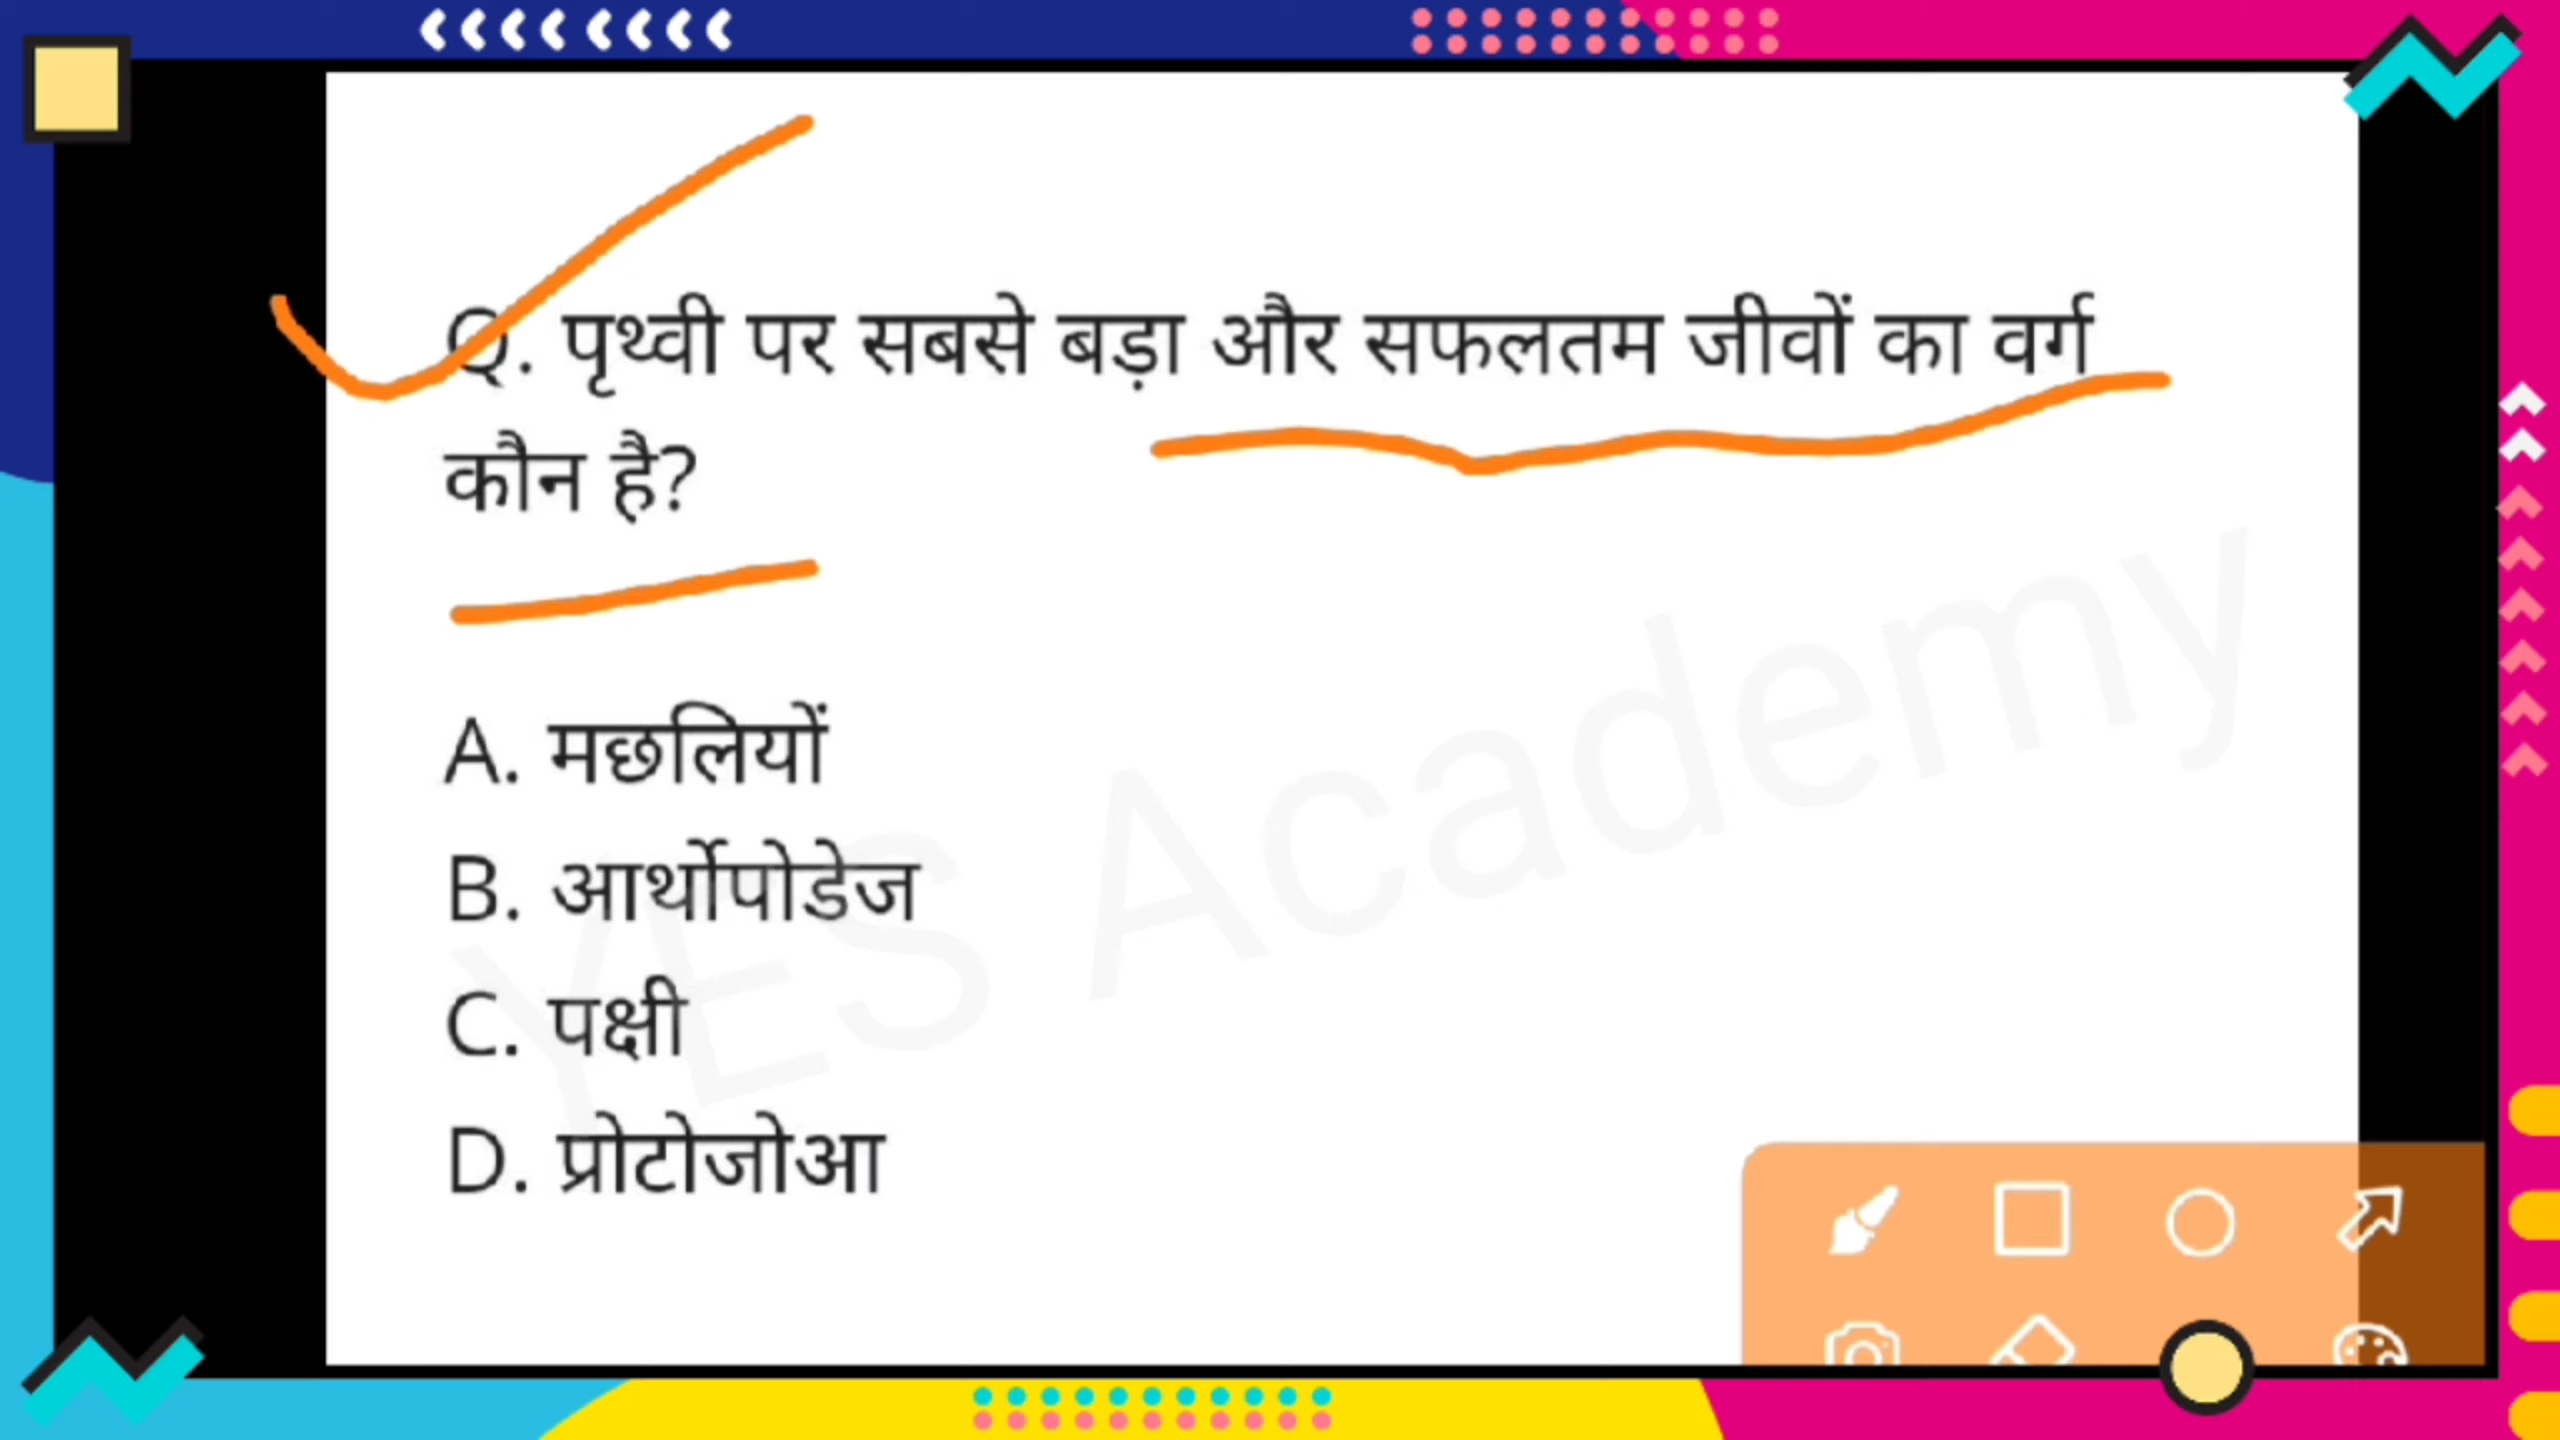 Q. पृथ्वी पर सबसे बड़ा और सफलतम जीवों का वर्ग
कौन है?
A. मछलियों
B. आर्थोपोडेज
C. पक्षी
D. प्रोटोजोआ
YES Academy